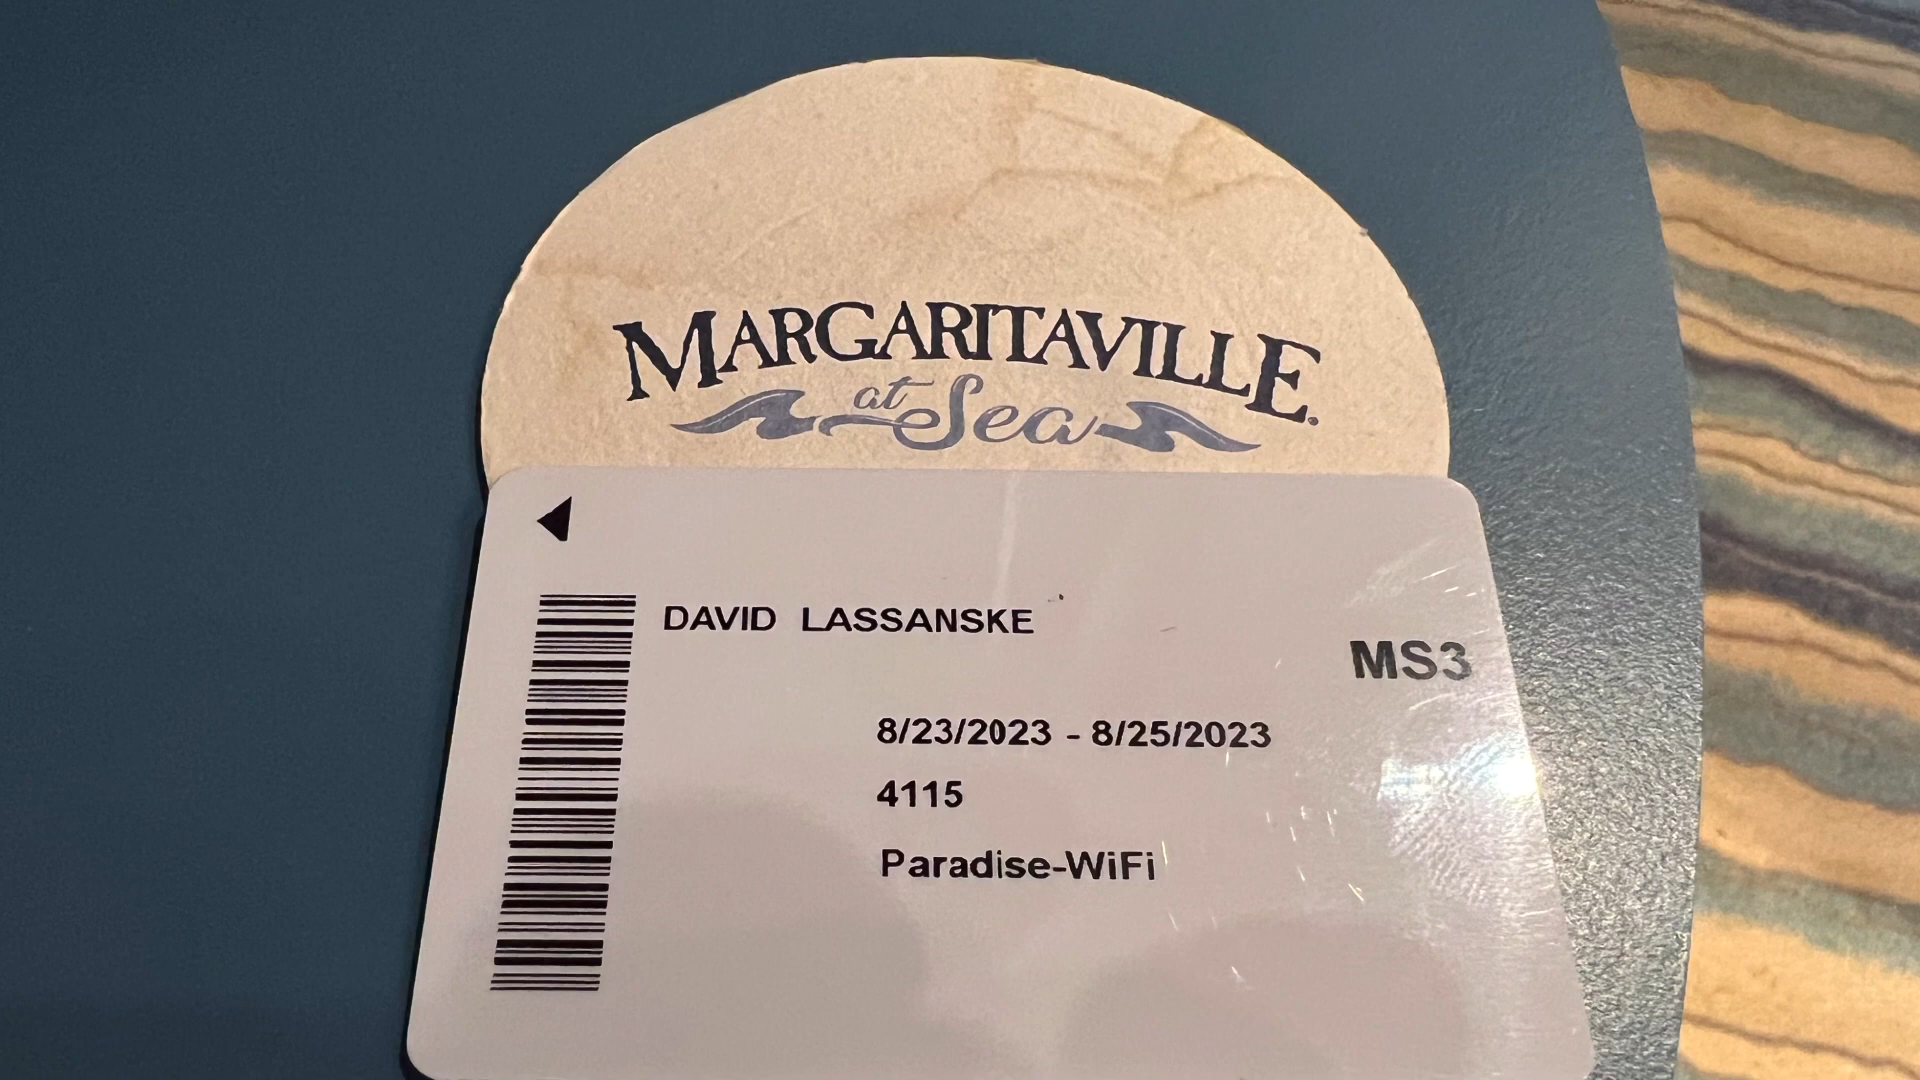 MARGARITAVILLE
at Sea
DAVID LASSANSKE
MS3
8/23/2023 - 8/25/2023
4115
Paradise-WiFi